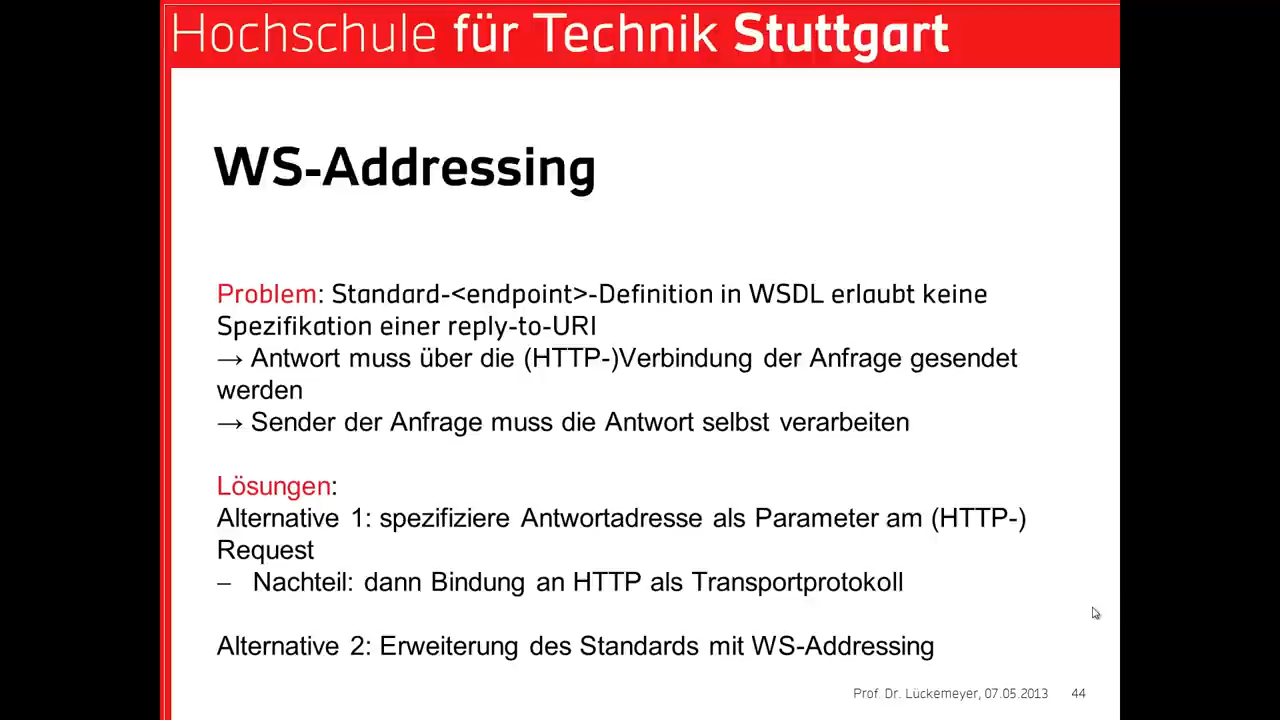 Hochschule für Technik Stuttgart
WS-Addressing
Problem: Standard-<endpoint>-Definition in WSDL erlaubt keine
Spezifikation einer reply-to-URI
→ Antwort muss über die (HTTP-)Verbindung der Anfrage gesendet
werden
→ Sender der Anfrage muss die Antwort selbst verarbeiten
Lösungen:
Alternative 1: spezifiziere Antwortadresse als Parameter am (HTTP-)
Request
– Nachteil: dann Bindung an HTTP als Transportprotokoll
Alternative 2: Erweiterung des Standards mit WS-Addressing
Prof. Dr. Lückemeyer, 07.05.2013 44